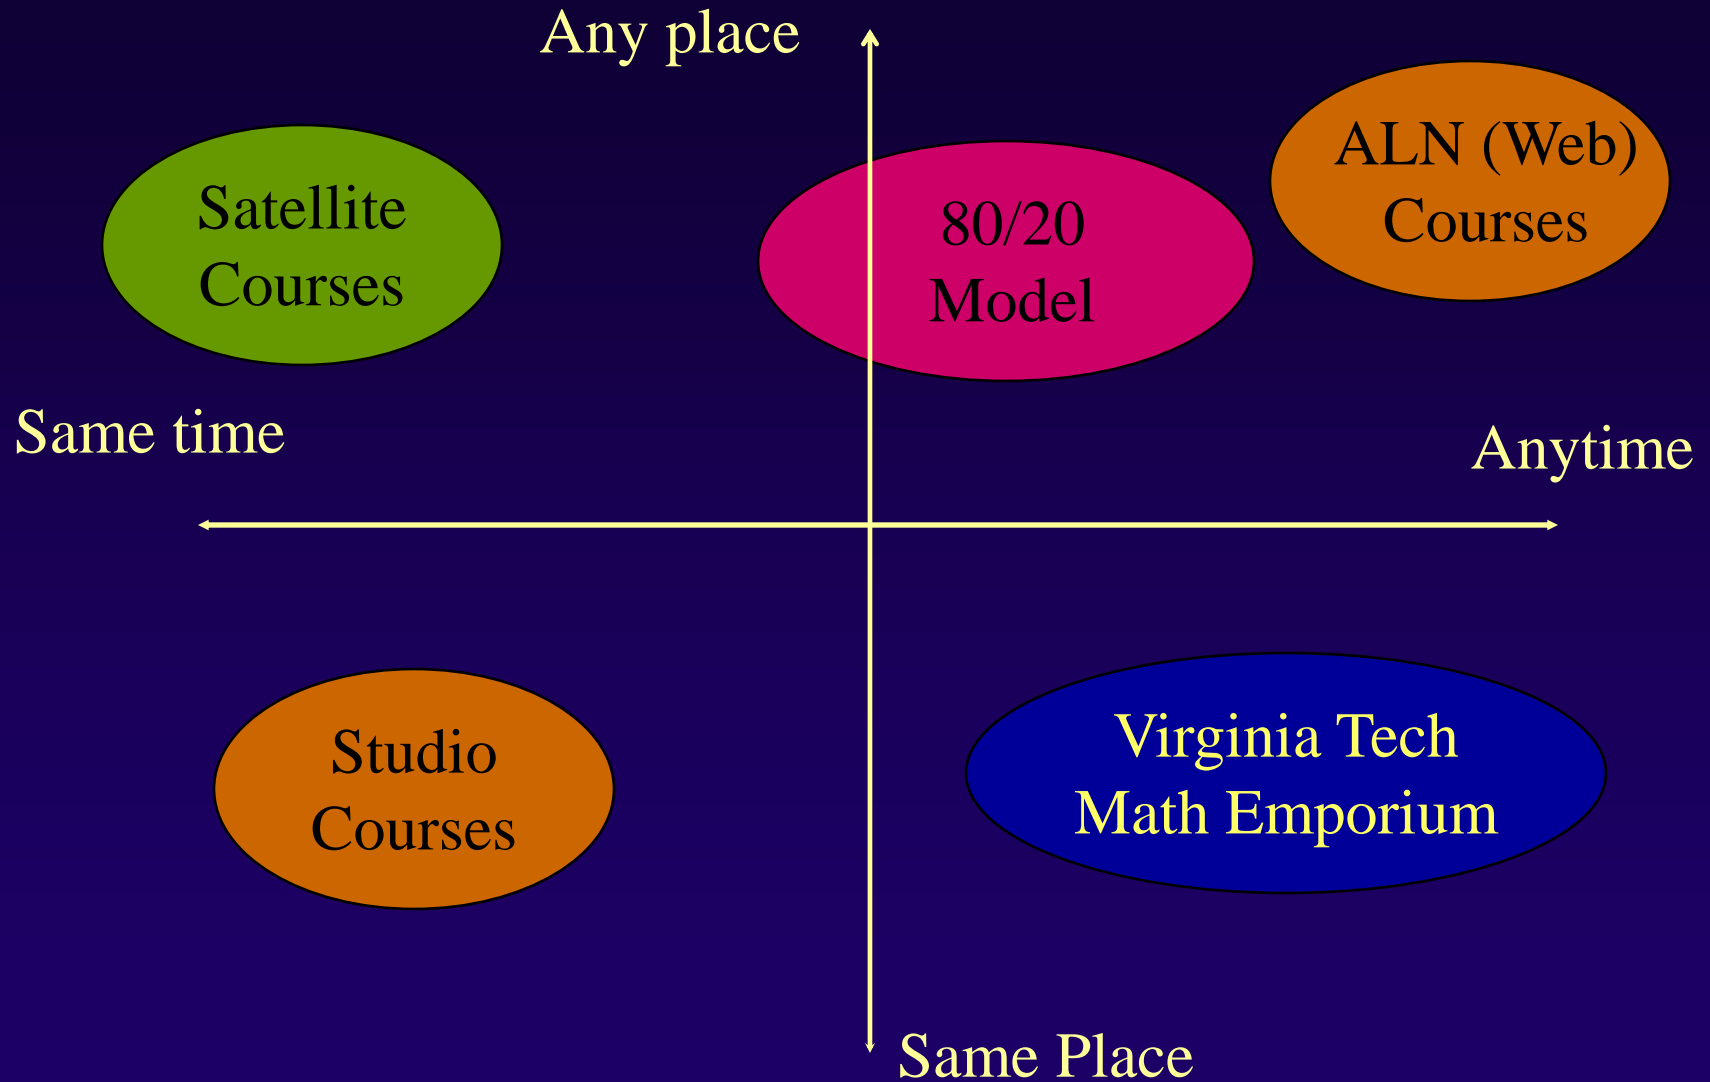 Any place
ALN (Web)
Courses
Satellite
Courses
80/20
Model
Same time
Anytime
Studio
Courses
Virginia Tech
Math Emporium
Same Place